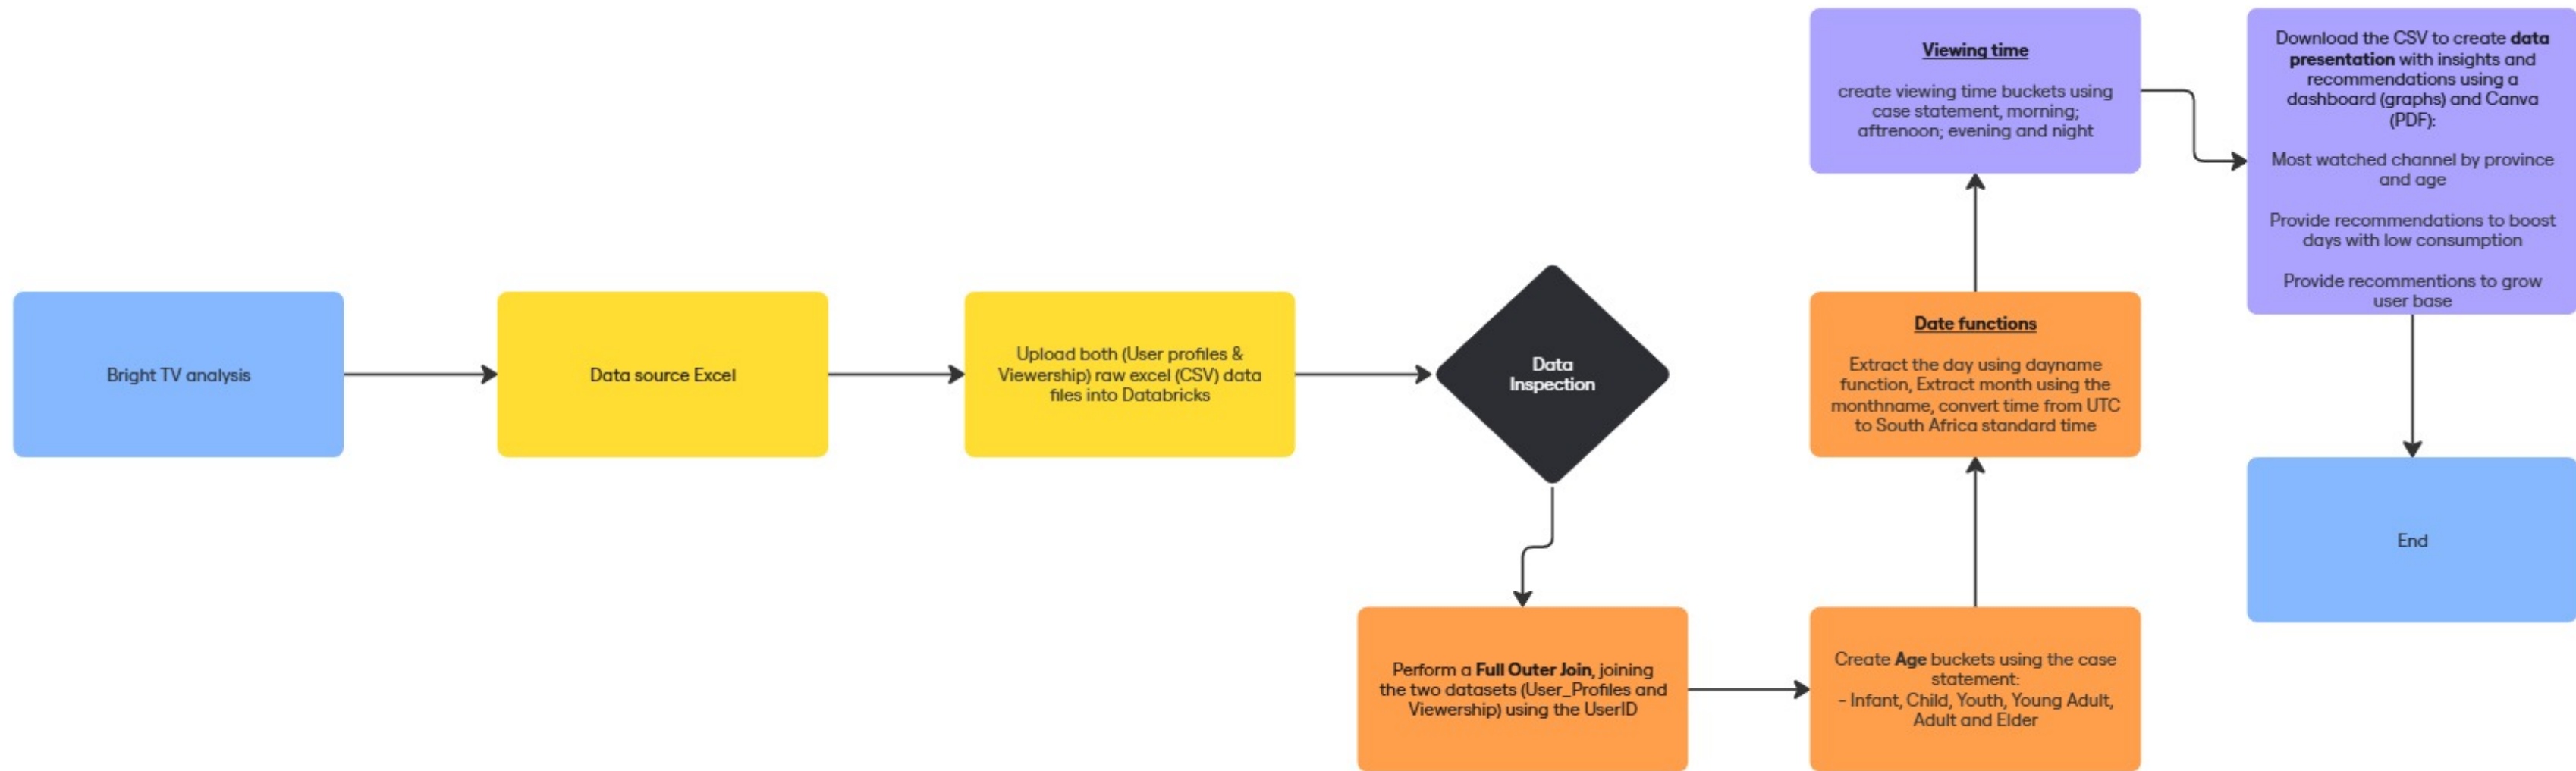 Bright TV analysis
Data source Excel
Upload both (User profiles &
Viewership) raw excel (CSV) data
files into Databricks
Data
Inspection
Perform a Full Outer Join, joining
the two datasets (User_Profiles and
Viewership) using the UserID
Create Age buckets using the case
statement:
- Infant, Child, Youth, Young Adult,
Adult and Elder
Date functions
Extract the day using dayname
function, Extract month using the
monthname, convert time from UTC
to South Africa standard time
Viewing time
create viewing time buckets using
case statement, morning;
aftrenoon; evening and night
Download the CSV to create data
presentation with insights and
recommendations using a
dashboard (graphs) and Canva
(PDF):
Most watched channel by province
and age
Provide recommendations to boost
days with low consumption
Provide recommentions to grow
user base
End